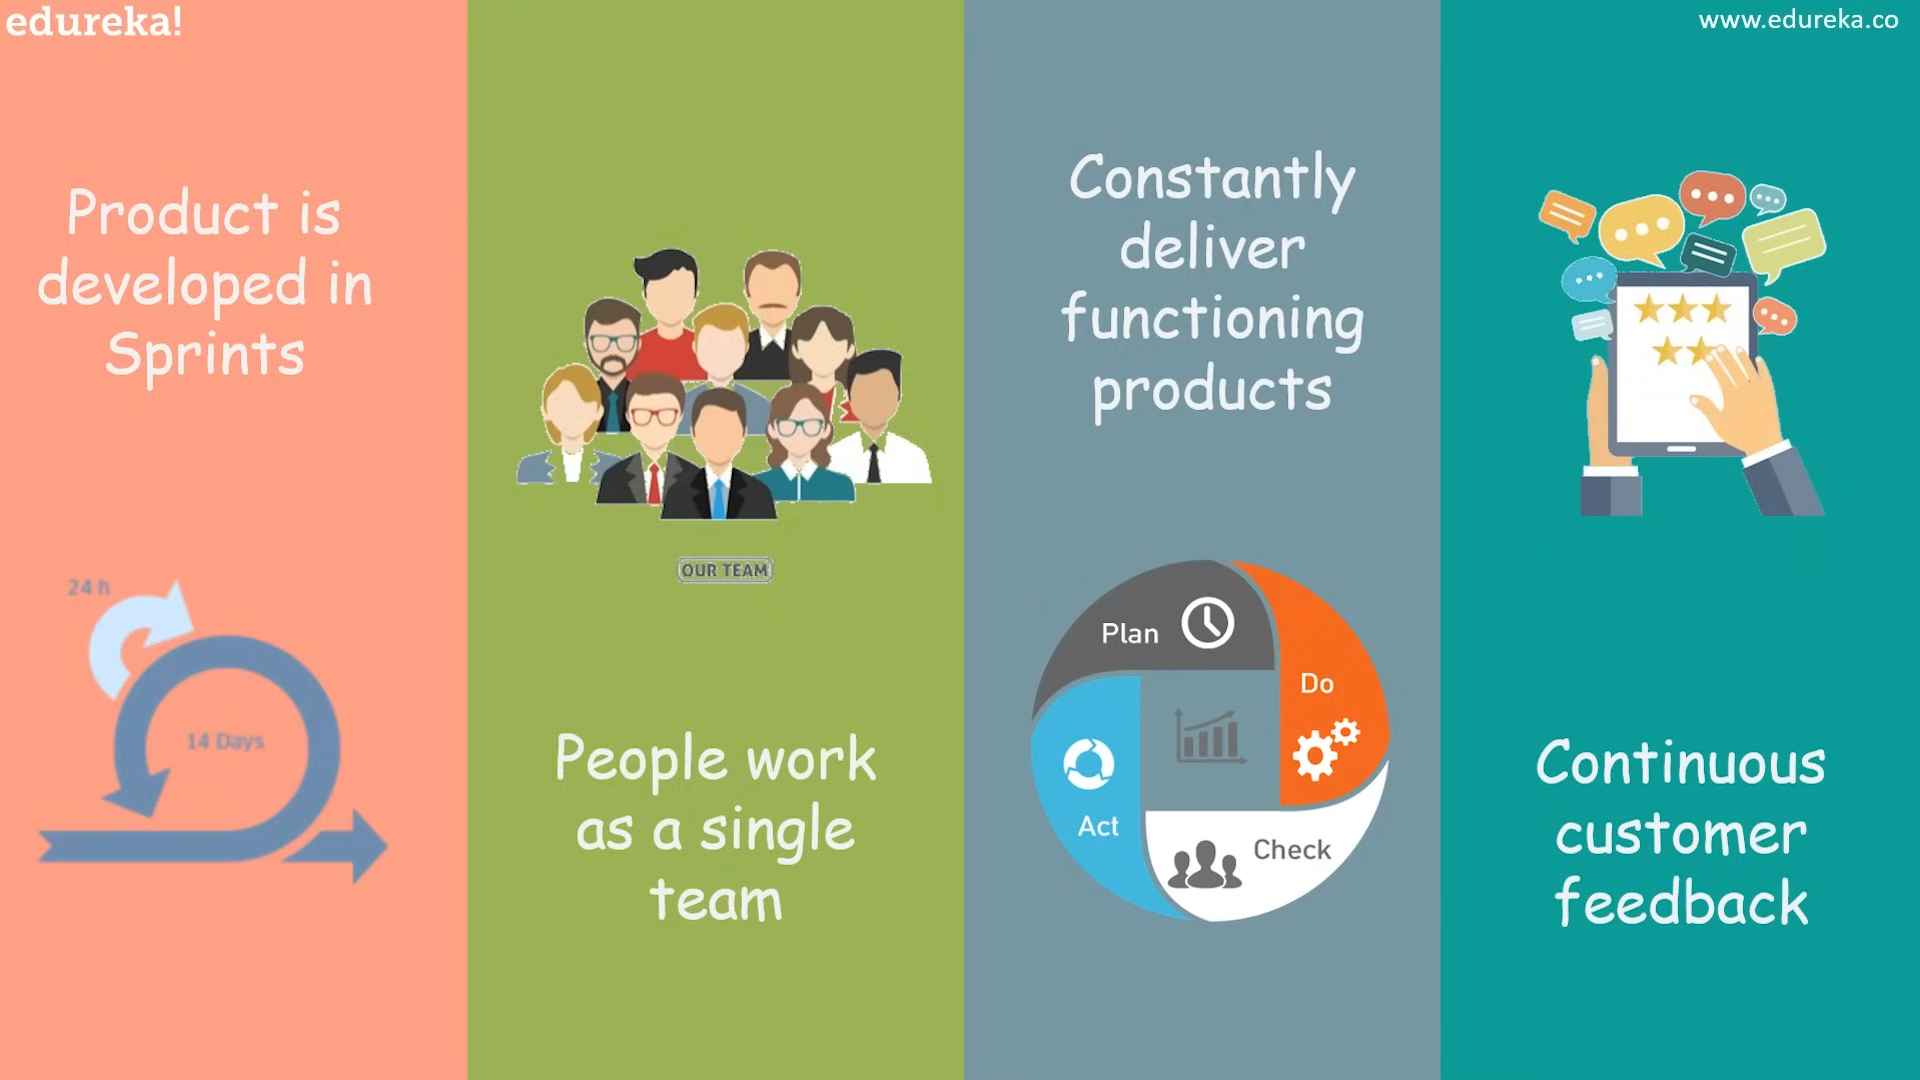 edureka!
www.edureka.co
Product is
developed in
Sprints
24 h
14 Days
OUR TEAM
People work
as a single
team
Constantly
deliver
functioning
products
Plan
Do
Act
Check
Continuous
customer
feedback